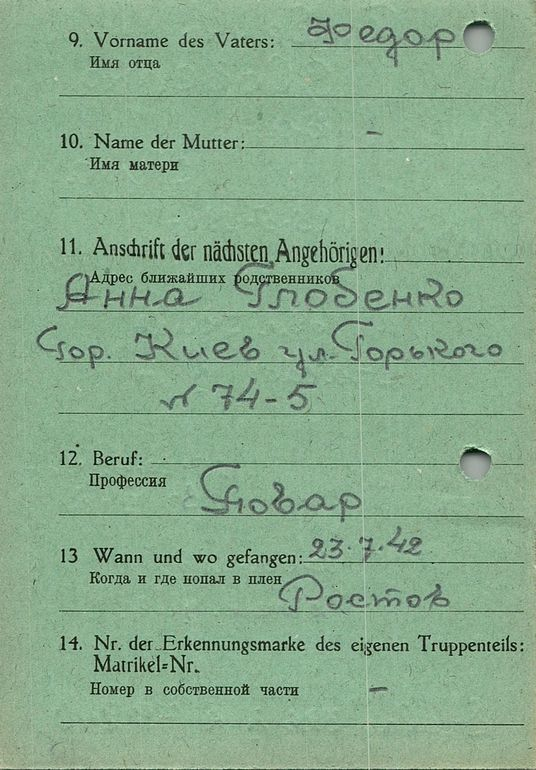 9. Vorname des Vaters: Федор
Имя отца
10. Name der Mutter: –
Имя матери
11. Anschrift der nächsten Angehörigen:
Адрес ближайших родственников
Анна Глобенко
Гор. Киев ул. Горького
№ 74-5
12. Beruf:
Профессия
Повар
13 Wann und wo gefangen: 23.7.42
Когда и где попал в плен
Ростов
14. Nr. der Erkennungsmarke des eigenen Truppenteils:
Matrikel=Nr.
Номер в собственной части –